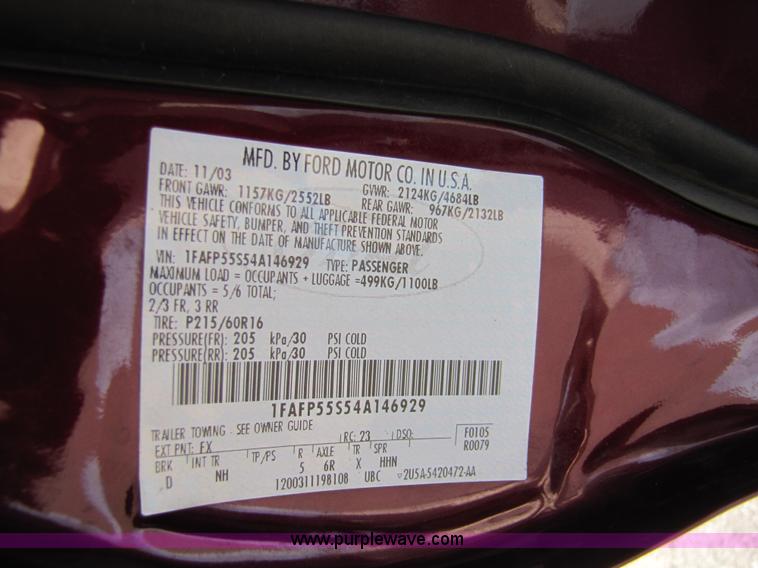 MFD. BY FORD MOTOR CO. IN U.S.A.
DATE: 11/03 GVWR: 2124KG/4684LB
FRONT GAWR: 1157KG/2552LB REAR GAWR: 967KG/2132LB
THIS VEHICLE CONFORMS TO ALL APPLICABLE FEDERAL MOTOR
VEHICLE SAFETY, BUMPER, AND THEFT PREVENTION STANDARDS
IN EFFECT ON THE DATE OF MANUFACTURE SHOWN ABOVE.
VIN: 1FAFP55S54A146929 TYPE: PASSENGER
MAXIMUM LOAD = OCCUPANTS + LUGGAGE =499KG/1100LB
OCCUPANTS = 5/6 TOTAL;
2/3 FR, 3 RR
TIRE: P215/60R16
PRESSURE(FR): 205 kPa/30 PSI COLD
PRESSURE(RR): 205 kPa/30 PSI COLD
1FAFP55S54A146929
TRAILER TOWING - SEE OWNER GUIDE
EXT PNT: FX RC: 23 DSO: F0105
BRK INT TR TP/PS R AXLE TR SPR R0079
D NH 5 6R X HHN
1200311198108 UBC 2U5A-5420472-AA
www.purplewave.com